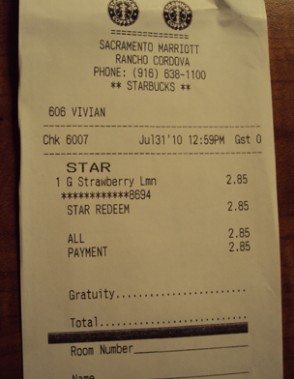 SACRAMENTO MARRIOTT
RANCHO CORDOVA
PHONE: (916) 638-1100
** STARBUCKS **
606 VIVIAN
Chk 6007 Jul31'10 12:59PM Gst 0
STAR
1 G Strawberry Lmn 2.85
************8694
STAR REDEEM 2.85
ALL 2.85
PAYMENT 2.85
Gratuity..................
Total.....................
Room Number
Name